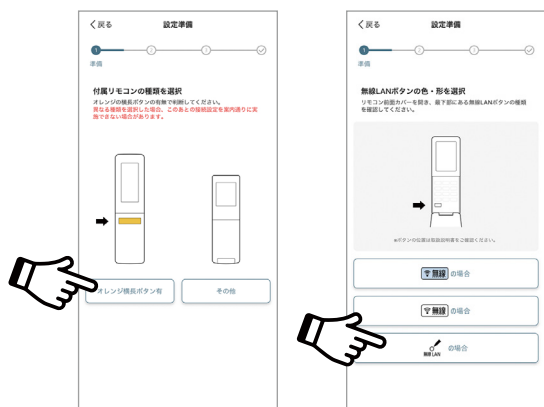 戻る
設定準備
1
2
3
準備
付属リモコンの種類を選択
オレンジの横長ボタンの有無で判断してください。
異なる種類を選択した場合、このあとの接続設定を案内通りに実
施できない場合があります。
オレンジ横長ボタン有
その他
戻る
設定準備
1
2
3
準備
無線LANボタンの色・形を選択
リモコン前面カバーを開き、最下部にある無線LANボタンの種類
を確認してください。
※ボタンの位置は取扱説明書をご確認ください。
無線 の場合
無線 の場合
無線LAN の場合